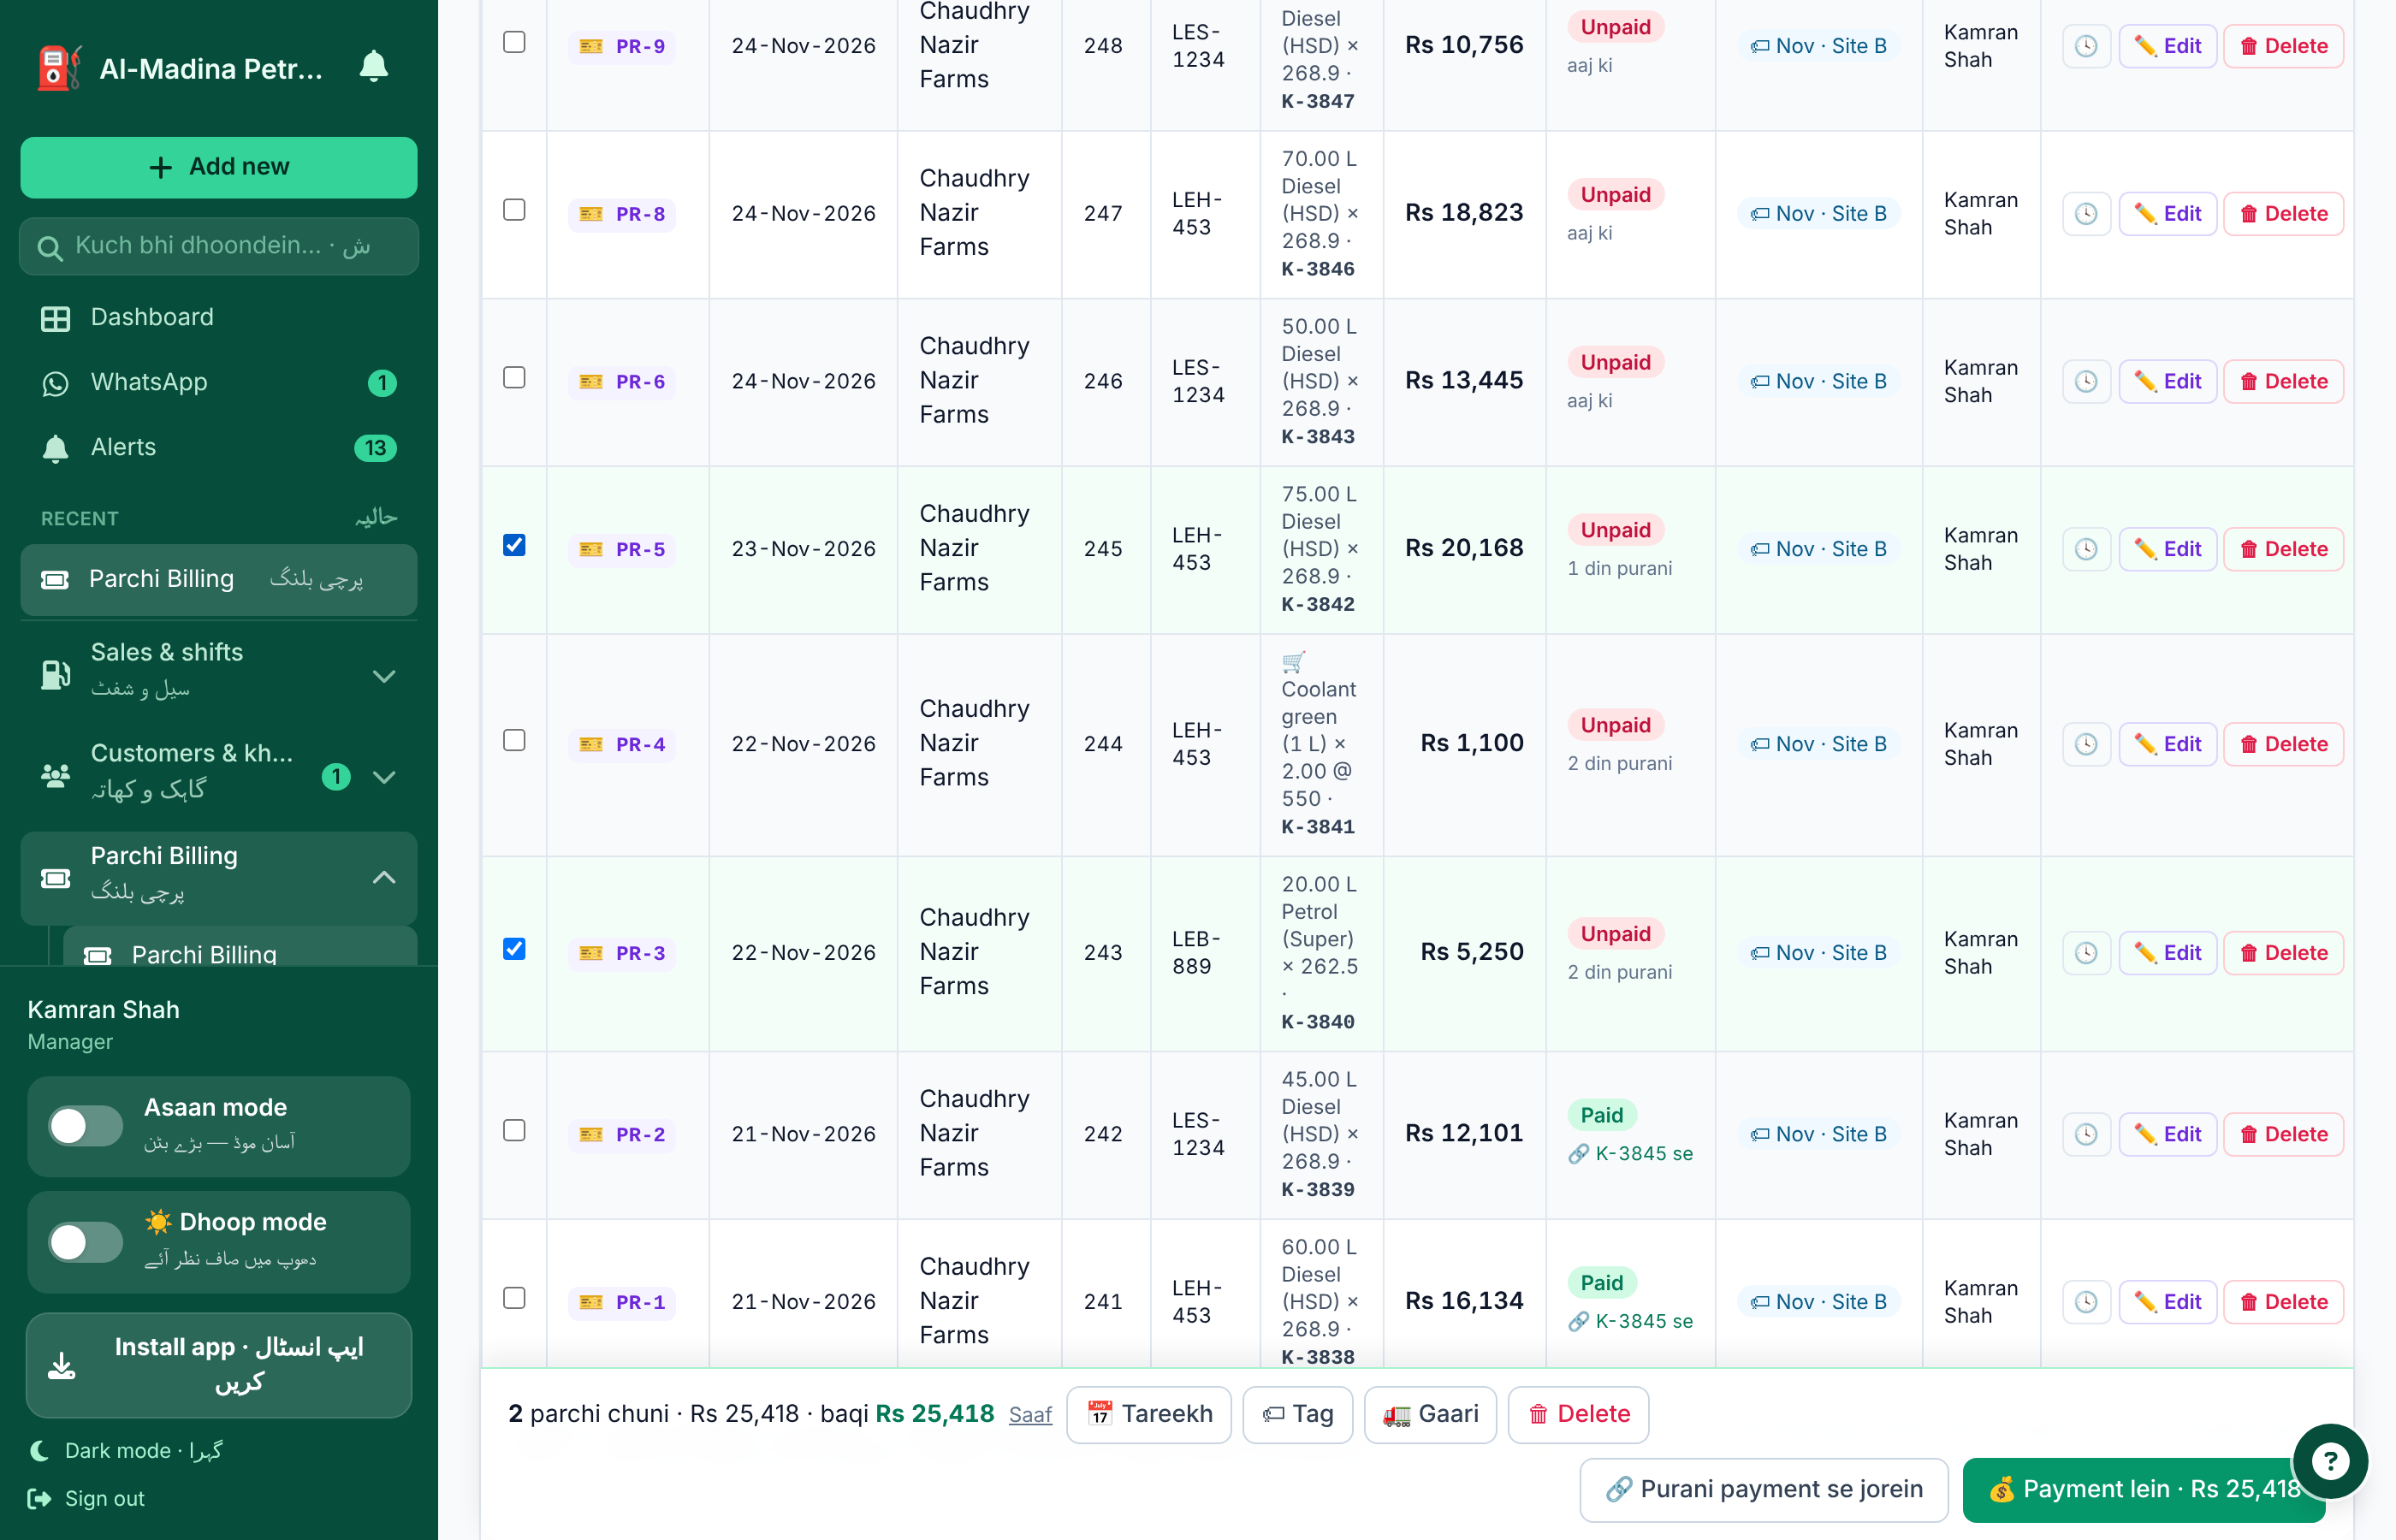 Al-Madina Petr...
Add new
Kuch bhi dhoondein... · ش
Dashboard
WhatsApp 1
Alerts 13
RECENT حالیہ
Parchi Billing پرچی بلنگ
Sales & shifts
سیل و شفٹ
Customers & kh... 1
گاہک و کھاتہ
Parchi Billing
پرچی بلنگ
Parchi Billing
Kamran Shah
Manager
Asaan mode
آسان موڈ — بڑے بٹن
Dhoop mode
دھوپ میں صاف نظر آئے
Install app · ایپ انسٹال
کریں
Dark mode · گہرا
Sign out
PR-9 24-Nov-2026 Chaudhry Nazir Farms 248 LES-1234 Diesel (HSD) × 268.9 · K-3847 Rs 10,756 Unpaid aaj ki Nov · Site B Kamran Shah Edit Delete
PR-8 24-Nov-2026 Chaudhry Nazir Farms 247 LEH-453 70.00 L Diesel (HSD) × 268.9 · K-3846 Rs 18,823 Unpaid aaj ki Nov · Site B Kamran Shah Edit Delete
PR-6 24-Nov-2026 Chaudhry Nazir Farms 246 LES-1234 50.00 L Diesel (HSD) × 268.9 · K-3843 Rs 13,445 Unpaid aaj ki Nov · Site B Kamran Shah Edit Delete
PR-5 23-Nov-2026 Chaudhry Nazir Farms 245 LEH-453 75.00 L Diesel (HSD) × 268.9 · K-3842 Rs 20,168 Unpaid 1 din purani Nov · Site B Kamran Shah Edit Delete
PR-4 22-Nov-2026 Chaudhry Nazir Farms 244 LEH-453 Coolant green (1 L) × 2.00 @ 550 · K-3841 Rs 1,100 Unpaid 2 din purani Nov · Site B Kamran Shah Edit Delete
PR-3 22-Nov-2026 Chaudhry Nazir Farms 243 LEB-889 20.00 L Petrol (Super) × 262.5 · K-3840 Rs 5,250 Unpaid 2 din purani Nov · Site B Kamran Shah Edit Delete
PR-2 21-Nov-2026 Chaudhry Nazir Farms 242 LES-1234 45.00 L Diesel (HSD) × 268.9 · K-3839 Rs 12,101 Paid K-3845 se Nov · Site B Kamran Shah Edit Delete
PR-1 21-Nov-2026 Chaudhry Nazir Farms 241 LEH-453 60.00 L Diesel (HSD) × 268.9 · K-3838 Rs 16,134 Paid K-3845 se Nov · Site B Kamran Shah Edit Delete
2 parchi chuni · Rs 25,418 · baqi Rs 25,418 Saaf Tareekh Tag Gaari Delete
Purani payment se jorein Payment lein · Rs 25,418 ?